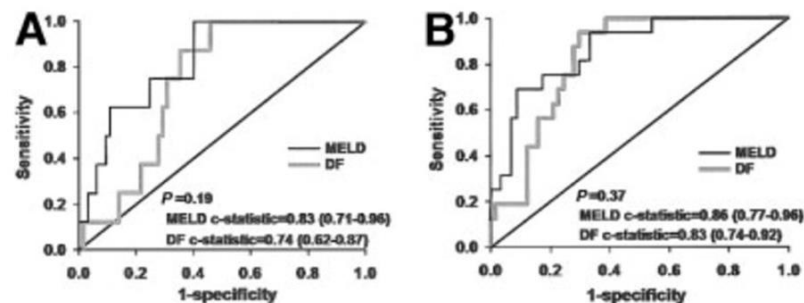 A
1.0
0.8
0.6
0.4
0.2
0.0
Sensitivity
MELD
DF
P=0.19
MELD c-statistic=0.83 (0.71-0.96)
DF c-statistic=0.74 (0.62-0.87)
0.0 0.2 0.4 0.6 0.8 1.0
1-specificity
B
1.0
0.8
0.6
0.4
0.2
0.0
Sensitivity
MELD
DF
P=0.37
MELD c-statistic=0.86 (0.77-0.96)
DF c-statistic=0.83 (0.74-0.92)
0.0 0.2 0.4 0.6 0.8 1.0
1-specificity